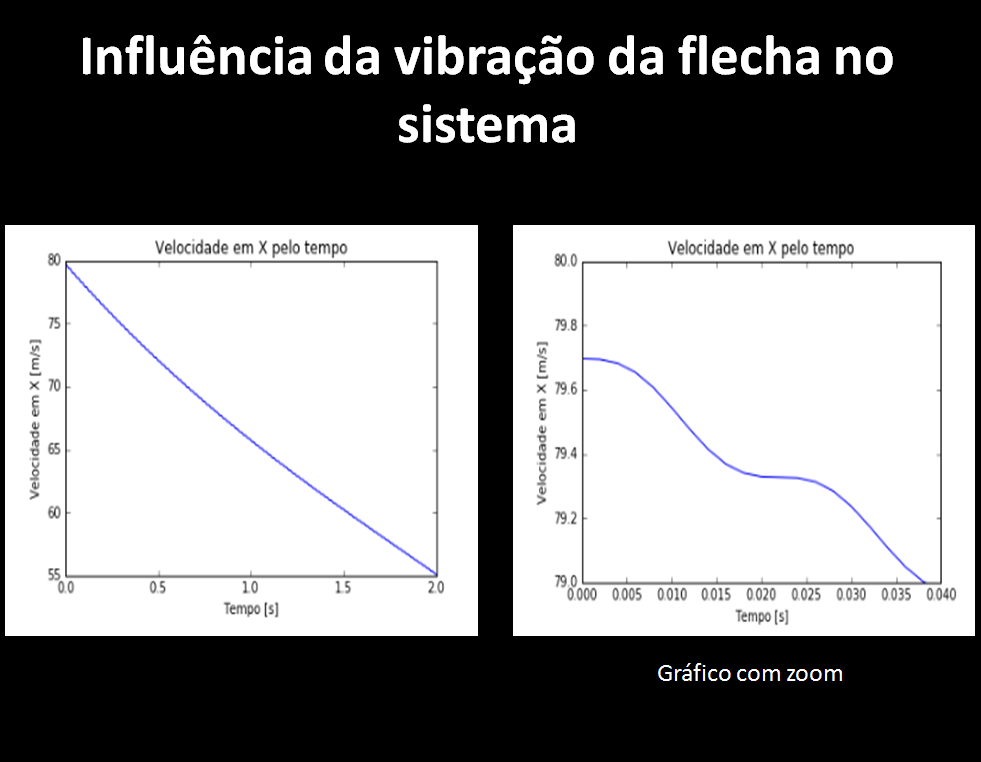 Influência da vibração da flecha no
sistema
Velocidade em X pelo tempo
80
75
70
65
60
55
Velocidade em X [m/s]
0.0 0.5 1.0 1.5 2.0
Tempo [s]
Velocidade em X pelo tempo
80.0
79.8
79.6
79.4
79.2
79.0
Velocidade em X [m/s]
0.000 0.005 0.010 0.015 0.020 0.025 0.030 0.035 0.040
Tempo [s]
Gráfico com zoom